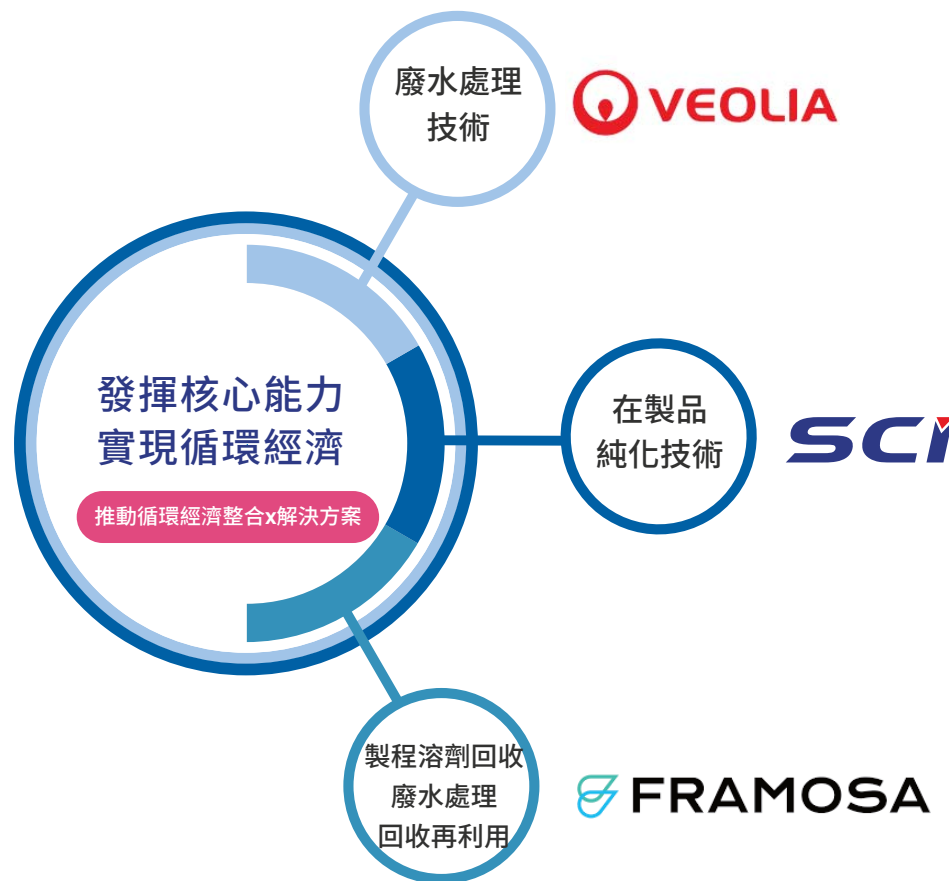 廢水處理
技術
VEOLIA
發揮核心能力
實現循環經濟
推動循環經濟整合x解決方案
在製品
純化技術
製程溶劑回收
廢水處理
回收再利用
FRAMOSA